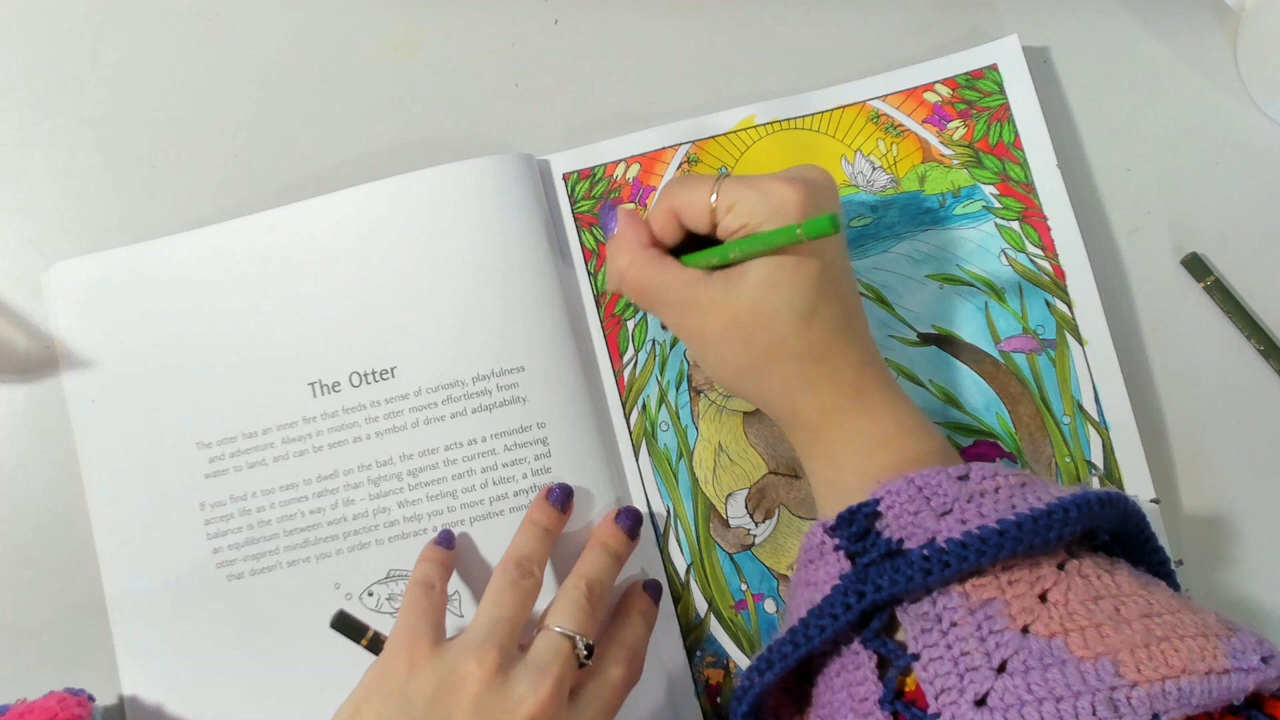 The Otter
The otter has an inner fire that feeds its sense of curiosity, playfulness
and adventure. Always in motion, the otter moves effortlessly from
water to land, and can be seen as a symbol of drive and adaptability.
If you find it too easy to dwell on the bad, the otter acts as a reminder to
accept life as it comes rather than fighting against the current. Achieving
balance is the otter's way of life – balance between earth and water, and
an equilibrium between work and play. When feeling out of kilter, a little
otter-inspired mindfulness practice can help you to move past anything
that doesn't serve you in order to embrace a more positive